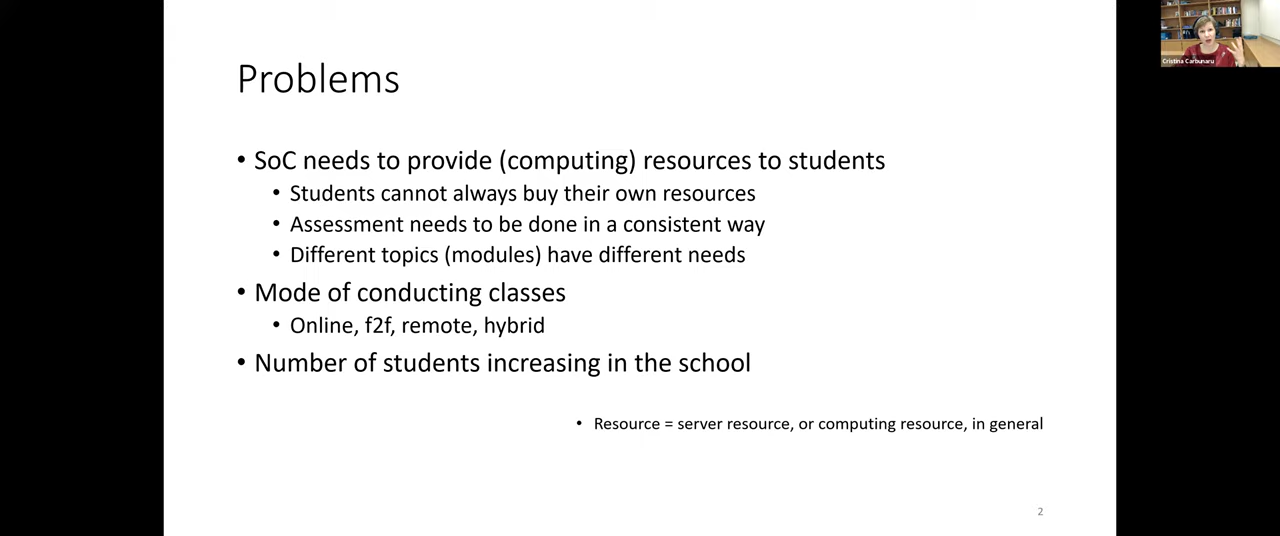 Problems
• SoC needs to provide (computing) resources to students
• Students cannot always buy their own resources
• Assessment needs to be done in a consistent way
• Different topics (modules) have different needs
• Mode of conducting classes
• Online, f2f, remote, hybrid
• Number of students increasing in the school
• Resource = server resource, or computing resource, in general
2
Cristina Carbunaru